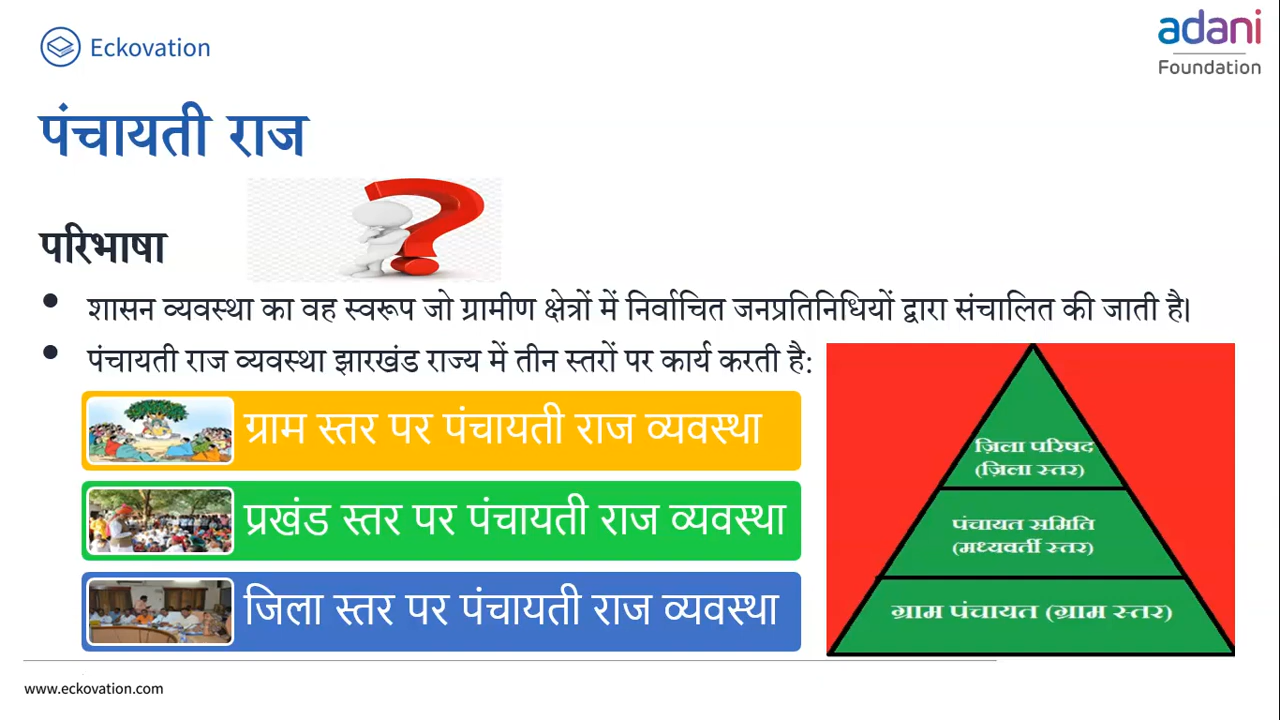 Eckovation
adani
Foundation
पंचायती राज
परिभाषा
• शासन व्यवस्था का वह स्वरूप जो ग्रामीण क्षेत्रों में निर्वाचित जनप्रतिनिधियों द्वारा संचालित की जाती है।
• पंचायती राज व्यवस्था झारखंड राज्य में तीन स्तरों पर कार्य करती है:
ग्राम स्तर पर पंचायती राज व्यवस्था
प्रखंड स्तर पर पंचायती राज व्यवस्था
जिला स्तर पर पंचायती राज व्यवस्था
ज़िला परिषद
(ज़िला स्तर)
पंचायत समिति
(मध्यवर्ती स्तर)
ग्राम पंचायत (ग्राम स्तर)
www.eckovation.com